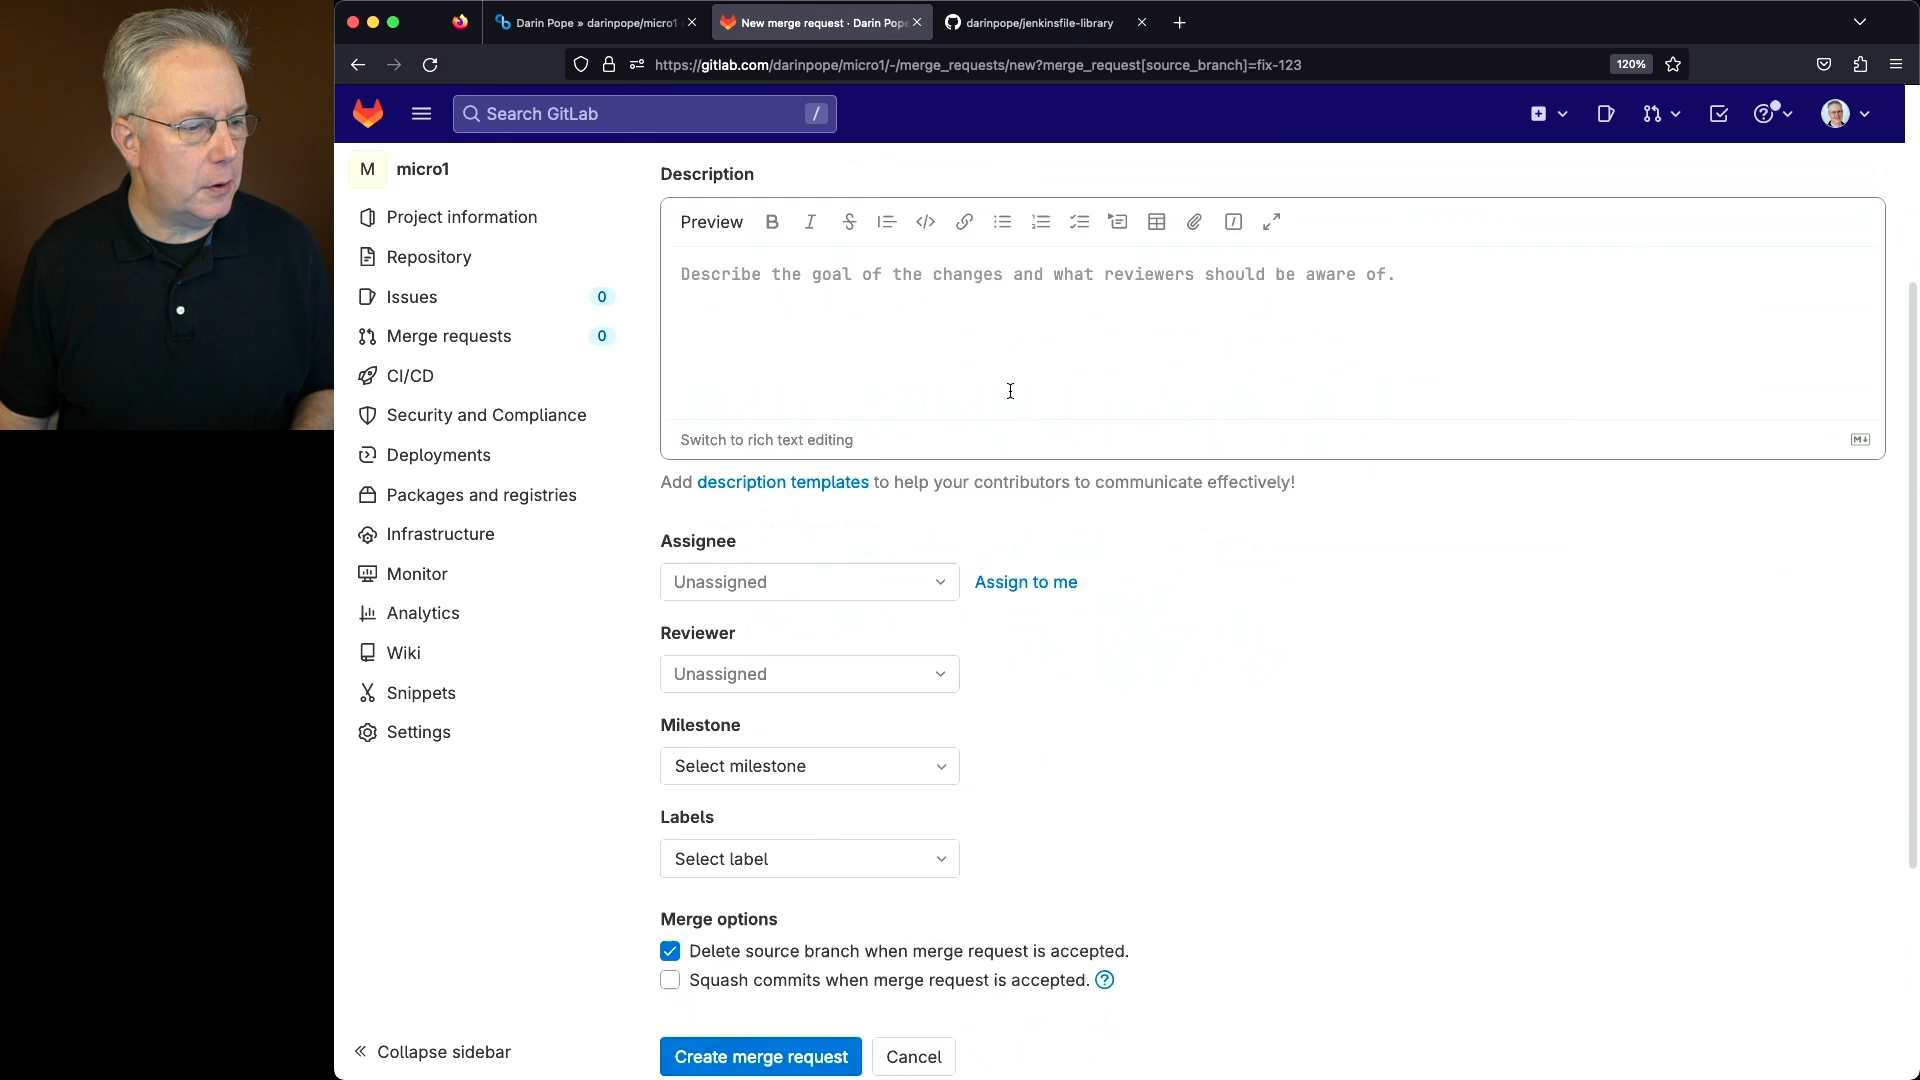 Darin Pope » darinpope/micro1
New merge request · Darin Pope
darinpope/jenkinsfile-library
https://gitlab.com/darinpope/micro1/-/merge_requests/new?merge_request[source_branch]=fix-123
120%
Search GitLab
/
M
micro1
Project information
Repository
Issues
0
Merge requests
0
CI/CD
Security and Compliance
Deployments
Packages and registries
Infrastructure
Monitor
Analytics
Wiki
Snippets
Settings
Collapse sidebar
Description
Preview
Describe the goal of the changes and what reviewers should be aware of.
Switch to rich text editing
Add description templates to help your contributors to communicate effectively!
Assignee
Unassigned
Assign to me
Reviewer
Unassigned
Milestone
Select milestone
Labels
Select label
Merge options
Delete source branch when merge request is accepted.
Squash commits when merge request is accepted.
Create merge request
Cancel